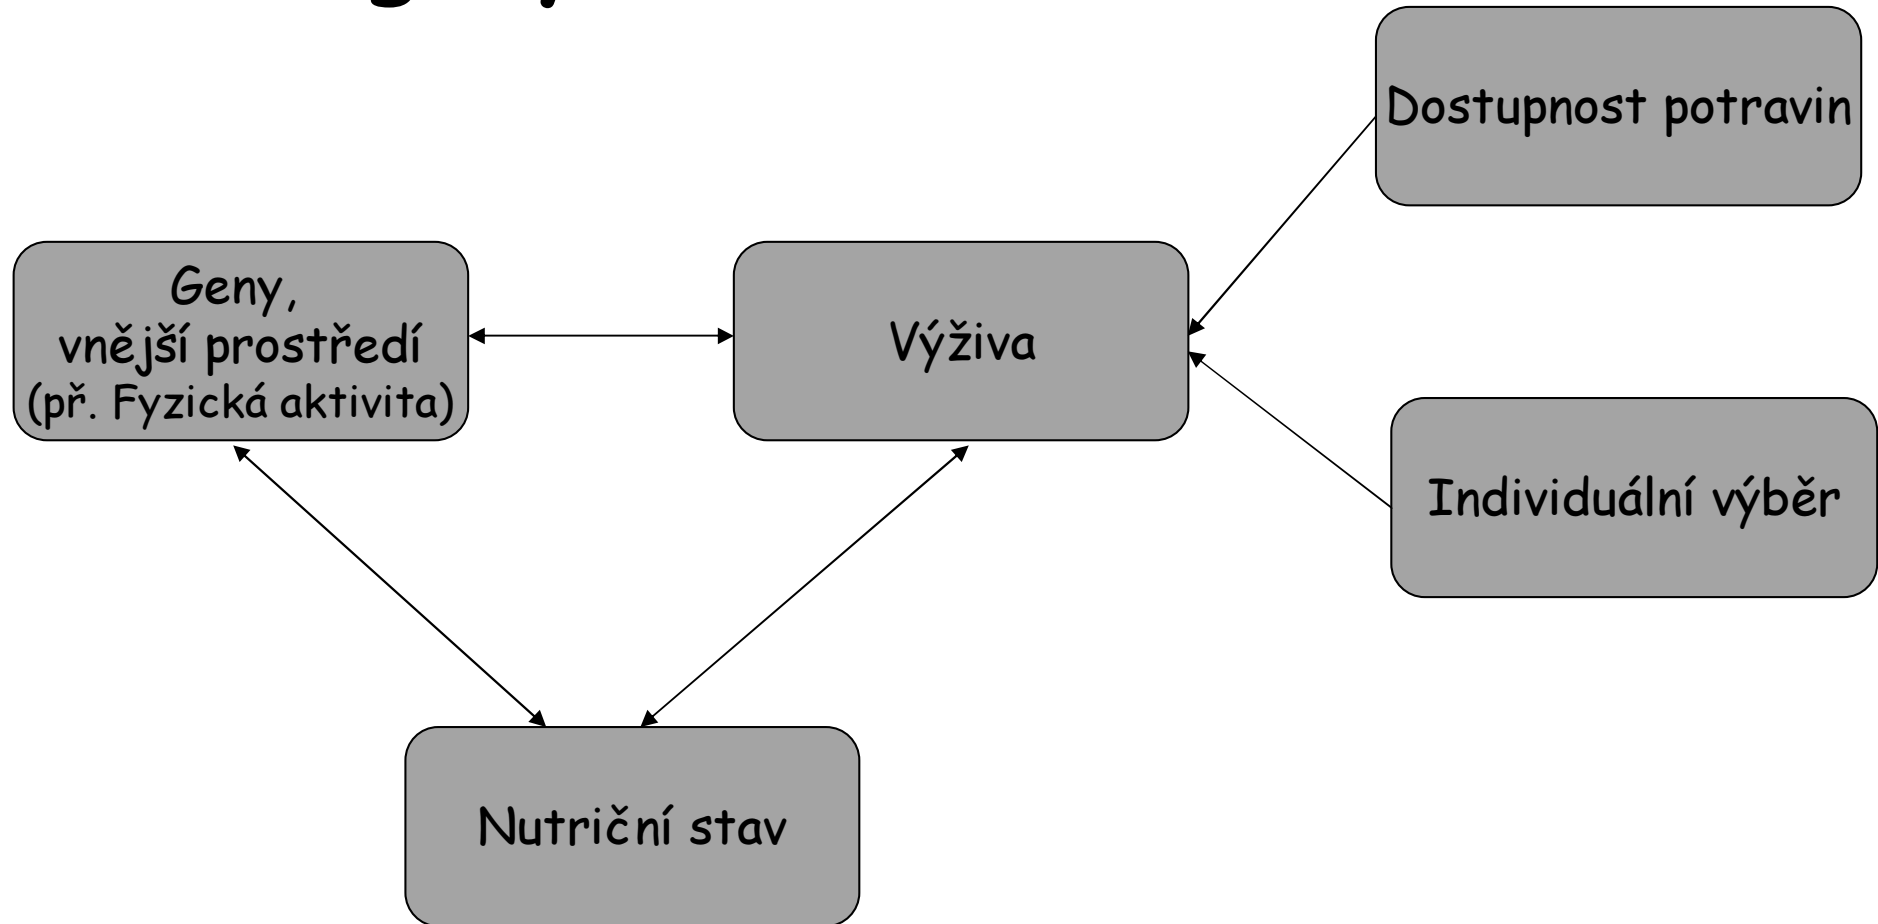 Dostupnost potravin
Geny,
vnější prostředí
(př. Fyzická aktivita)
Výživa
Individuální výběr
Nutriční stav